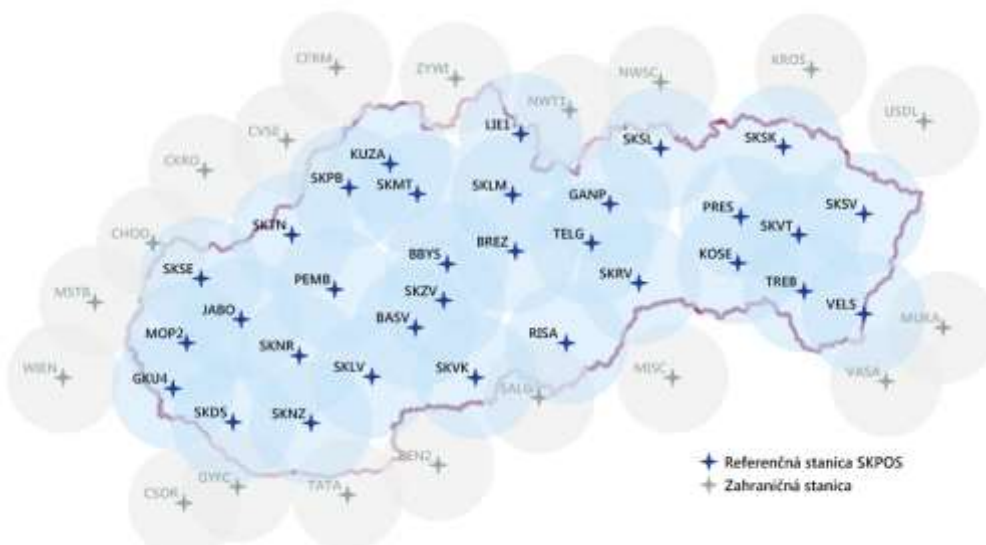 CFRM
ZYWI
NWT1
NWSC
KROS
USDL
CVSE
LIE1
SKSL
SKSK
CKRO
KUZA
SKPB
SKMT
SKLM
GANP
PRES
SKSV
CHOD
SKTN
BBYS
BREZ
TELG
SKVT
KOSE
SKSE
PEMB
SKZV
SKRV
TREB
MSTB
JABO
BASV
VELS
MOP2
SKNR
RISA
MUKA
WIEN
GKU4
SKLV
SKVK
SALG
MISC
VASA
SKDS
SKNZ
PEN2
GYFC
CSOR
TATA
Referenčná stanica SKPOS
Zahraničná stanica